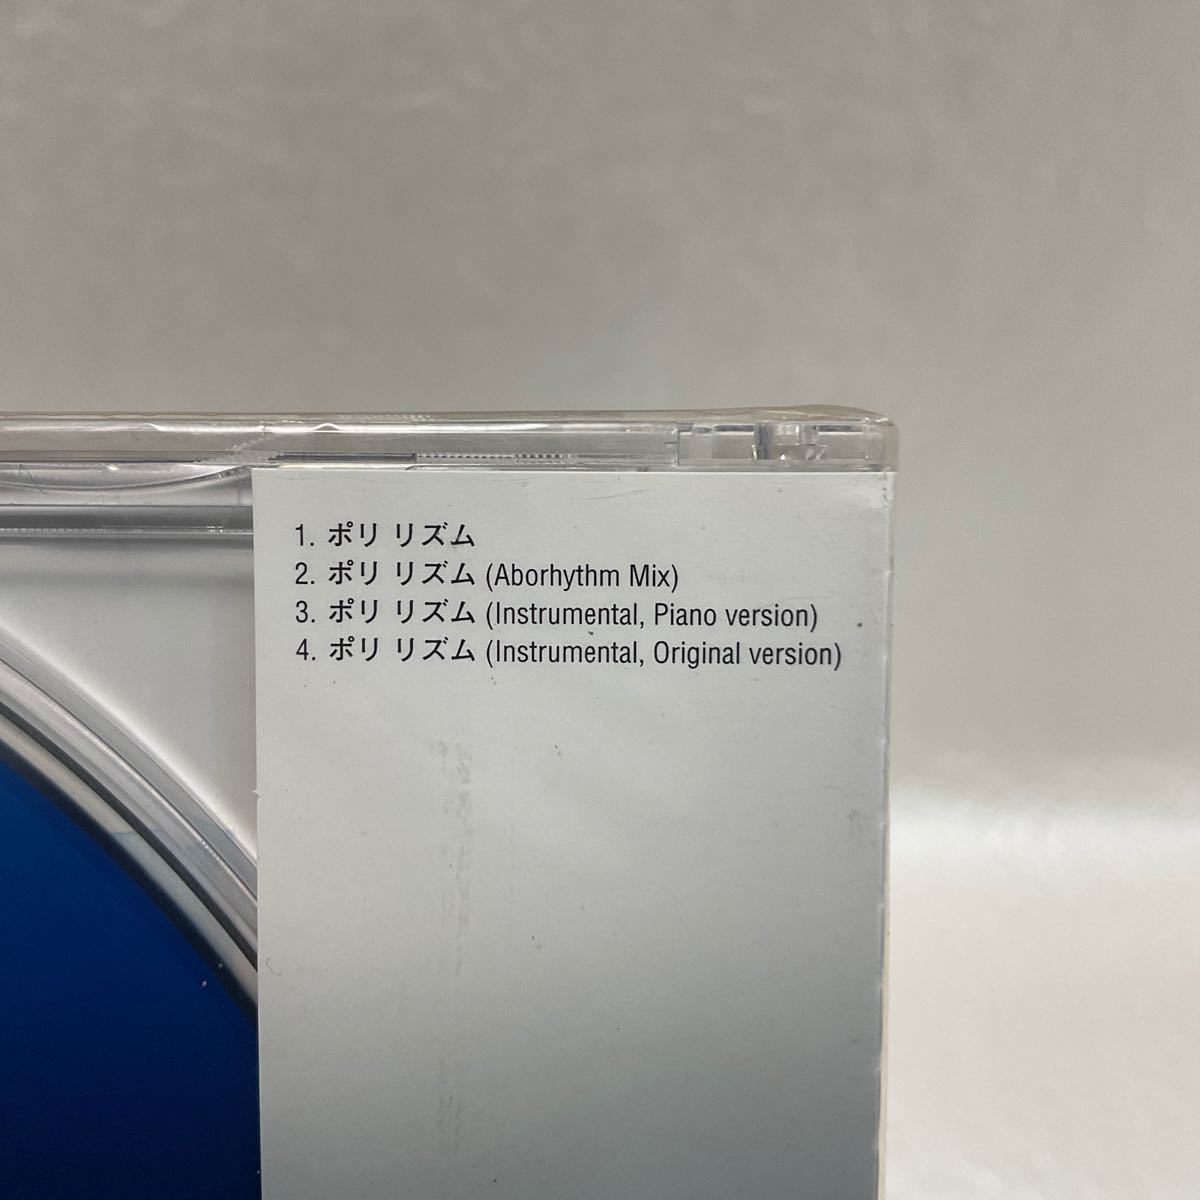 1. ポリ リズム
2. ポリ リズム (Aborhythm Mix)
3. ポリ リズム (Instrumental, Piano version)
4. ポリ リズム (Instrumental, Original version)